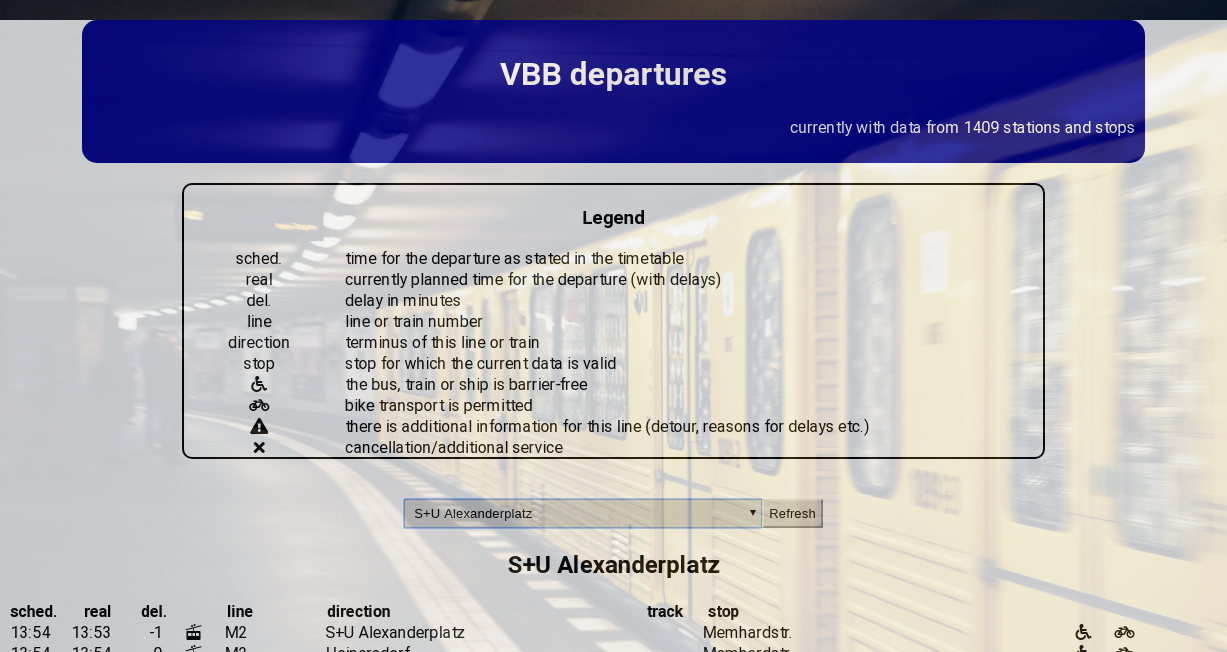 VBB departures
currently with data from 1409 stations and stops
Legend
sched. time for the departure as stated in the timetable
real currently planned time for the departure (with delays)
del. delay in minutes
line line or train number
direction terminus of this line or train
stop stop for which the current data is valid
the bus, train or ship is barrier-free
bike transport is permitted
there is additional information for this line (detour, reasons for delays etc.)
cancellation/additional service
S+U Alexanderplatz Refresh
S+U Alexanderplatz
sched. real del. line direction track stop
13:54 13:53 -1 M2 S+U Alexanderplatz Memhardstr.
13:54 13:54 0 M2 Heinersdorf Memhardstr.